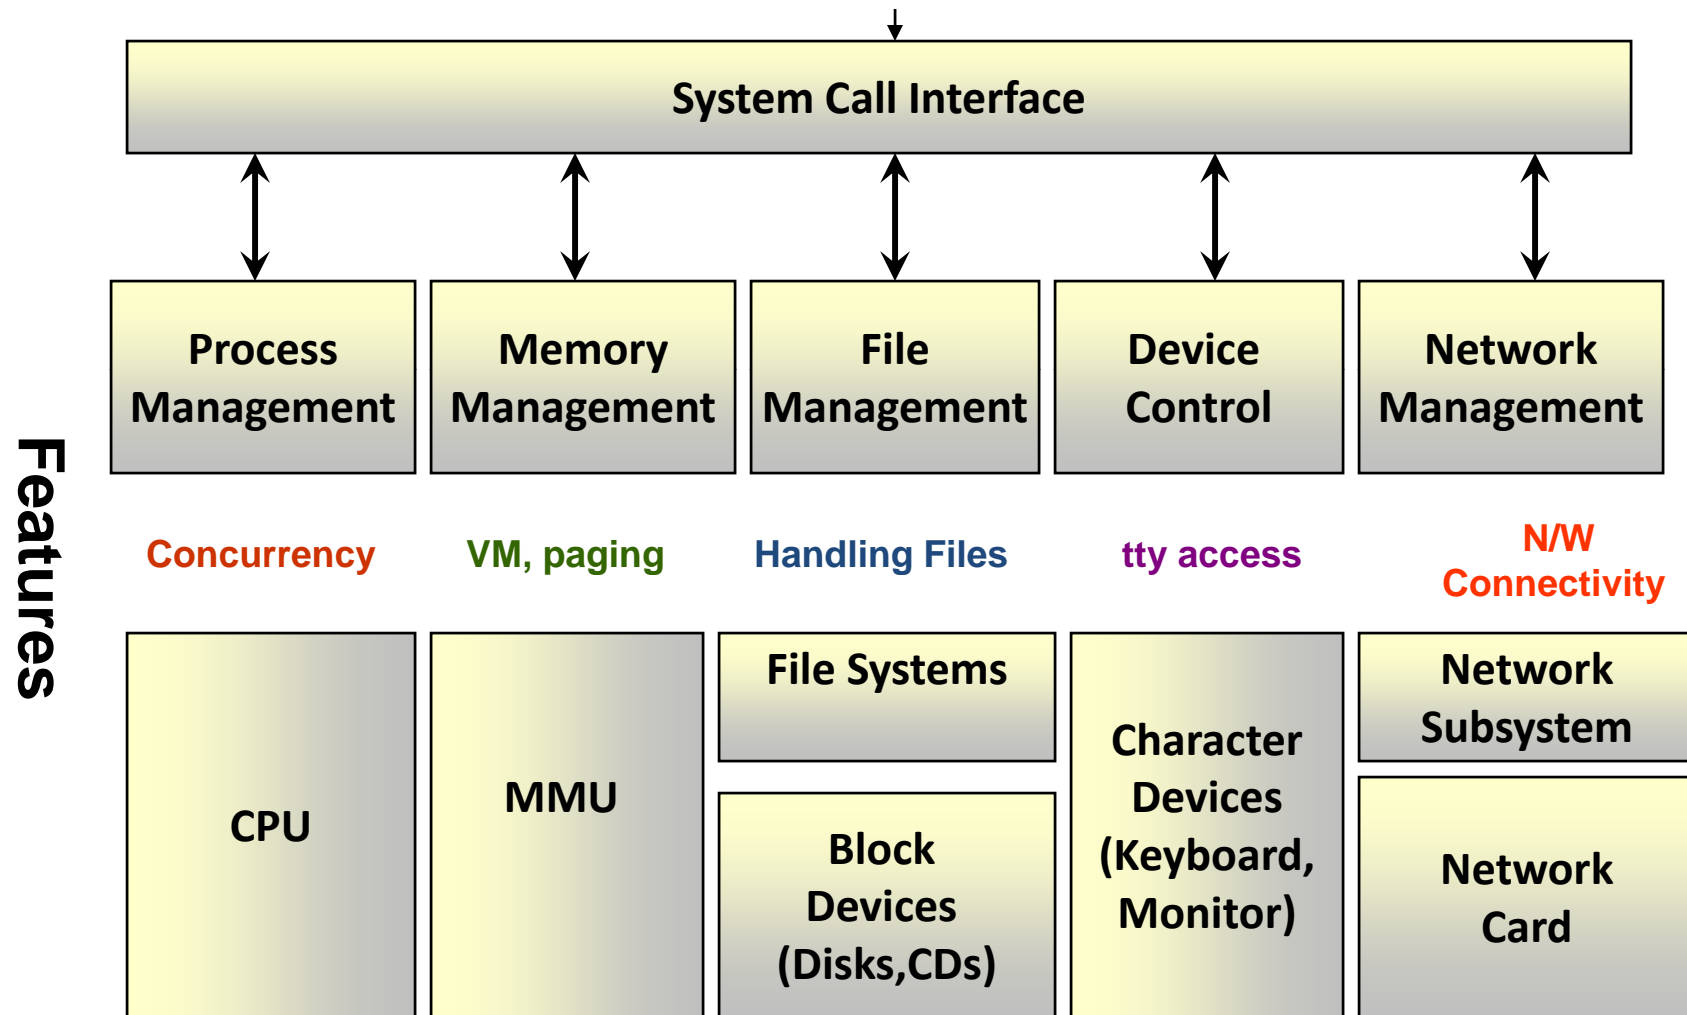 System Call Interface
Process
Management
Memory
Management
File
Management
Device
Control
Network
Management
Features
Concurrency
VM, paging
Handling Files
tty access
N/W
Connectivity
CPU
MMU
File Systems
Block
Devices
(Disks,CDs)
Character
Devices
(Keyboard,
Monitor)
Network
Subsystem
Network
Card